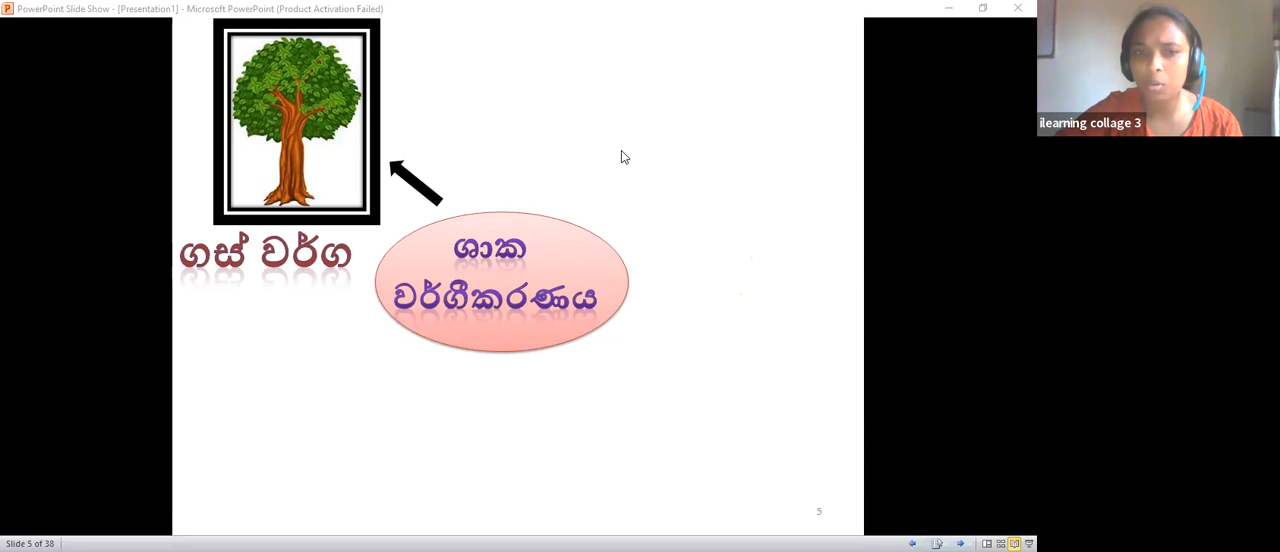 PowerPoint Slide Show - [Presentation1] - Microsoft PowerPoint (Product Activation Failed)
ilearning collage 3
ගස් වර්ග
ශාක
වර්ගීකරණය
5
Slide 5 of 38